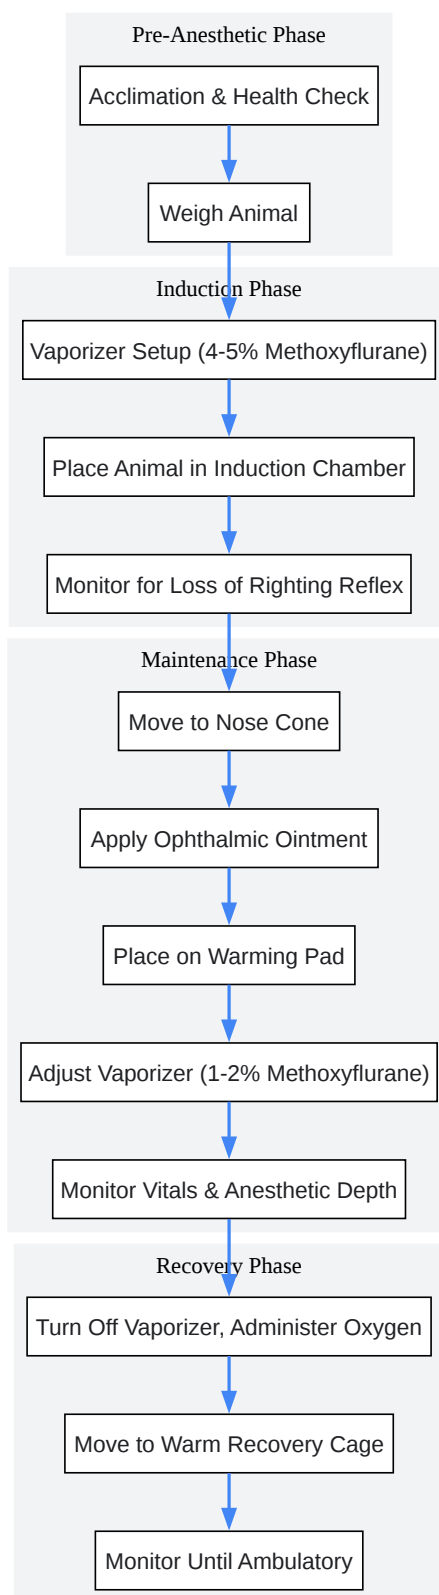 Pre-Anesthetic Phase
Acclimation & Health Check
Weigh Animal
Induction Phase
Vaporizer Setup (4-5% Methoxyflurane)
Place Animal in Induction Chamber
Monitor for Loss of Righting Reflex
Maintenance Phase
Move to Nose Cone
Apply Ophthalmic Ointment
Place on Warming Pad
Adjust Vaporizer (1-2% Methoxyflurane)
Monitor Vitals & Anesthetic Depth
Recovery Phase
Turn Off Vaporizer, Administer Oxygen
Move to Warm Recovery Cage
Monitor Until Ambulatory